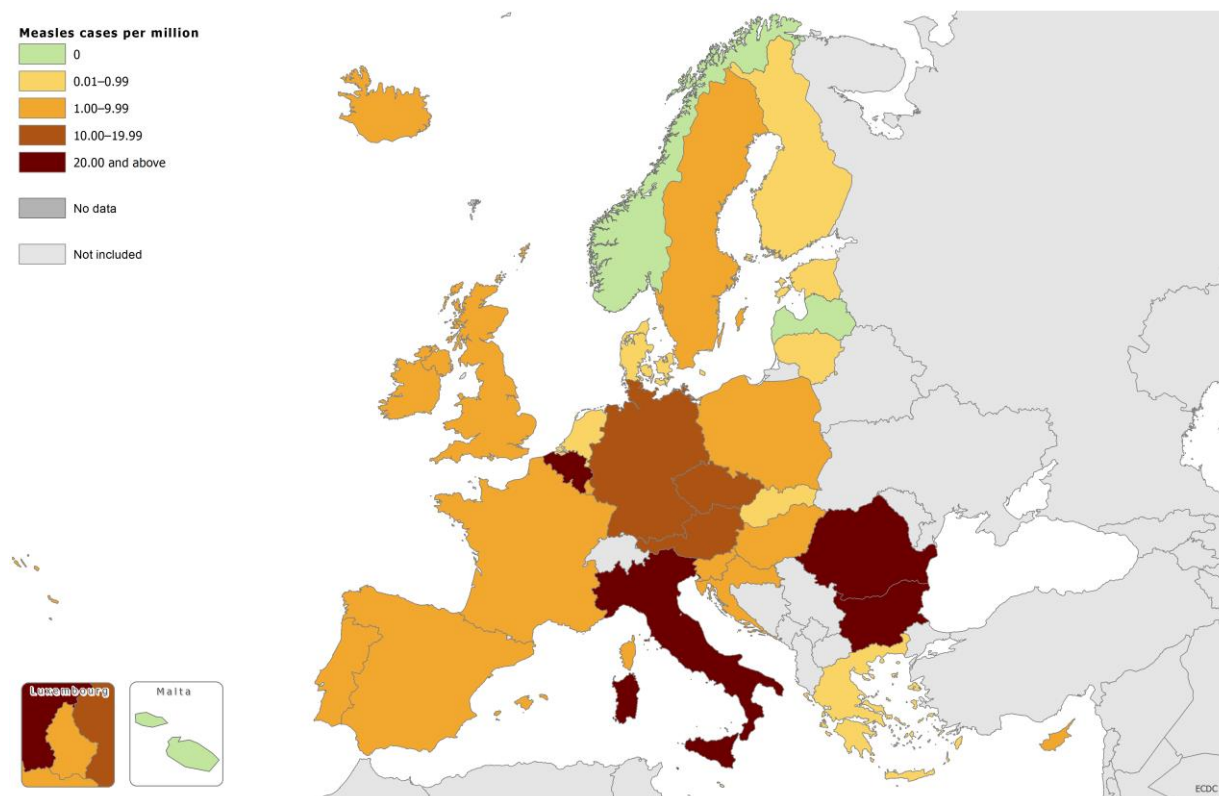 Measles cases per million
0
0.01–0.99
1.00–9.99
10.00–19.99
20.00 and above
No data
Not included
Luxembourg
Malta
ECDC